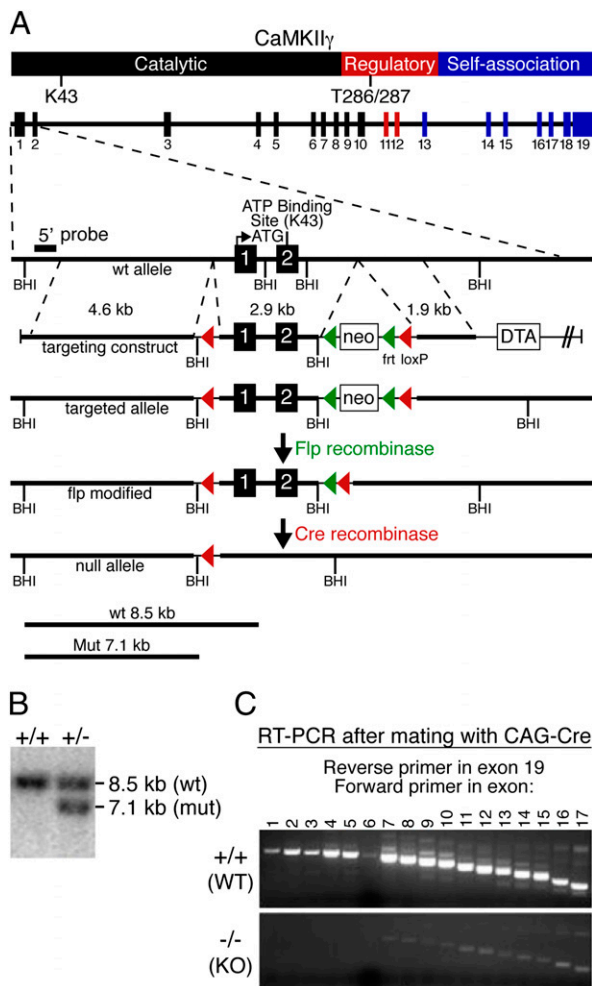 A
CaMKIIγ
Catalytic Regulatory Self-association
K43 T286/287
1 2 3 4 5 6 7 8 9 10 11 12 13 14 15 16 17 18 19
ATP Binding
Site (K43)
5' probe
ATG
1 2
wt allele
BHI BHI BHI BHI
4.6 kb 2.9 kb 1.9 kb
1 2 neo DTA
targeting construct
frt loxP
BHI BHI
1 2 neo
targeted allele
BHI BHI BHI BHI
Flp recombinase
1 2
flp modified
BHI BHI BHI BHI
Cre recombinase
null allele
BHI BHI BHI
wt 8.5 kb
Mut 7.1 kb
B
+/+ +/-
8.5 kb (wt)
7.1 kb (mut)
C
RT-PCR after mating with CAG-Cre
Reverse primer in exon 19
Forward primer in exon:
1 2 3 4 5 6 7 8 9 10 11 12 13 14 15 16 17
+/+
(WT)
-/-
(KO)